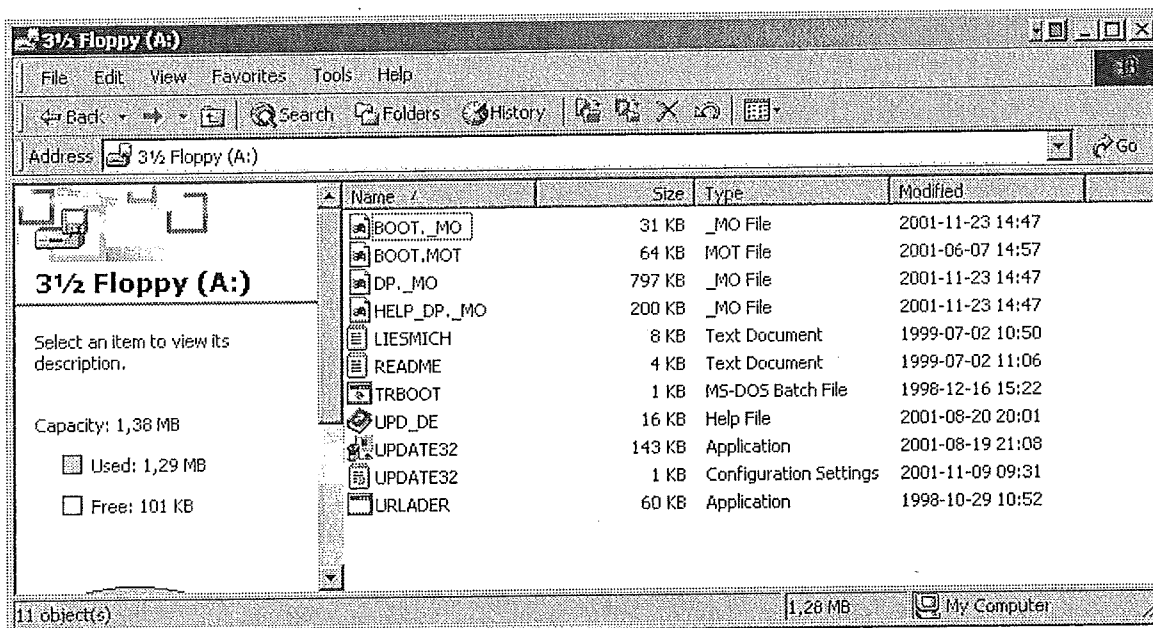 3½ Floppy (A:)
File Edit View Favorites Tools Help
Back Search Folders History
Address 3½ Floppy (A:) Go
Name Size Type Modified
BOOT._MO 31 KB _MO File 2001-11-23 14:47
BOOT.MOT 64 KB MOT File 2001-06-07 14:57
DP._MO 797 KB _MO File 2001-11-23 14:47
HELP_DP._MO 200 KB _MO File 2001-11-23 14:47
LIESMICH 8 KB Text Document 1999-07-02 10:50
README 4 KB Text Document 1999-07-02 11:06
TRBOOT 1 KB MS-DOS Batch File 1998-12-16 15:22
UPD_DE 16 KB Help File 2001-08-20 20:01
UPDATE32 143 KB Application 2001-08-19 21:08
UPDATE32 1 KB Configuration Settings 2001-11-09 09:31
URLADER 60 KB Application 1998-10-29 10:52
3½ Floppy (A:)
Select an item to view its
description.
Capacity: 1,38 MB
Used: 1,29 MB
Free: 101 KB
11 object(s) 1,28 MB My Computer